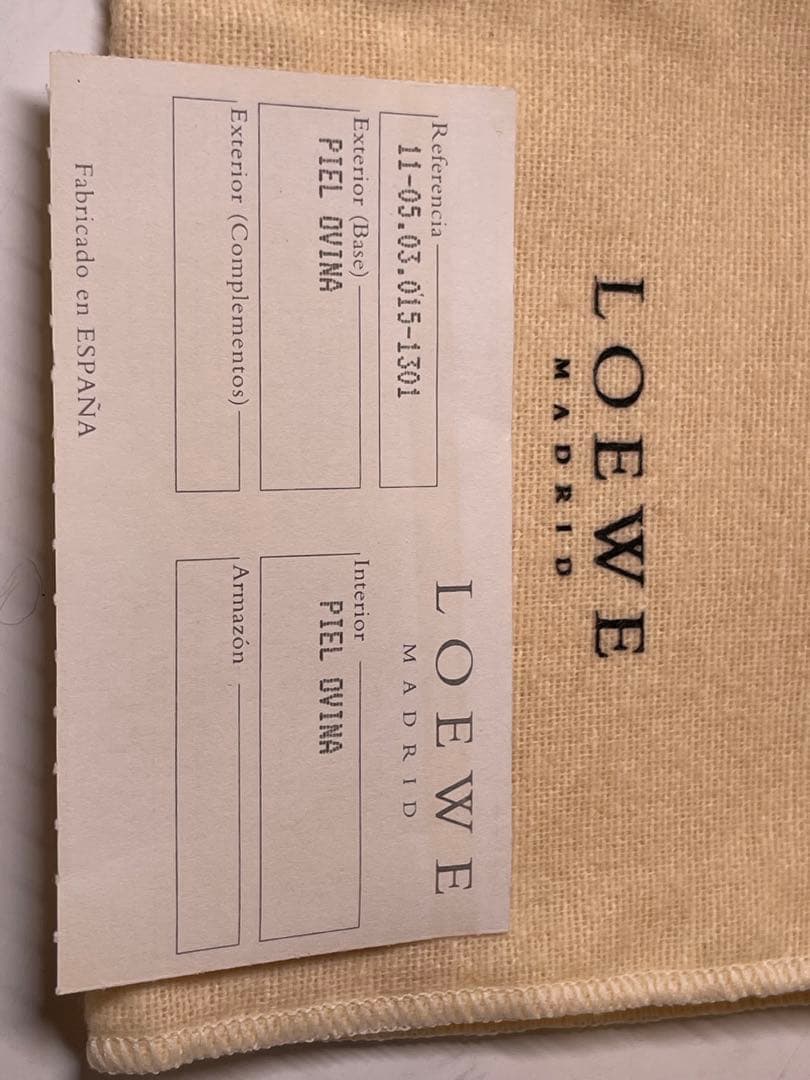 LOEWE
MADRID
LOEWE
MADRID
Referencia
11-05.03.015-1301
Exterior (Base)
PIEL OVINA
Interior
PIEL OVINA
Exterior (Complementos)
Armazón
Fabricado en ESPAÑA